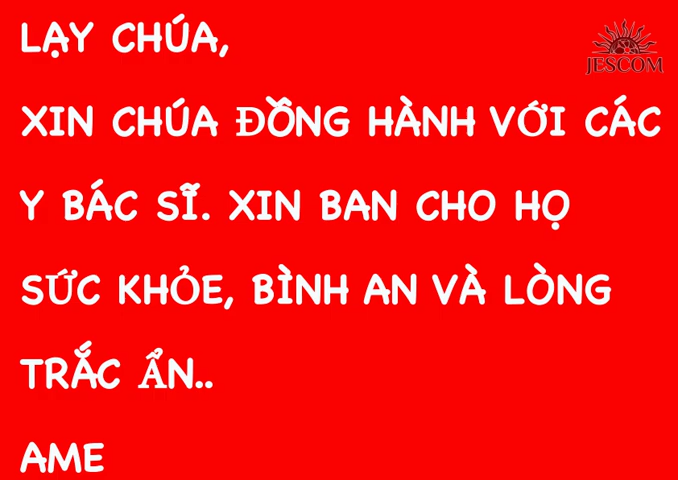 LẠY CHÚA,
JESCOM
XIN CHÚA ĐỒNG HÀNH VỚI CÁC
Y BÁC SĨ. XIN BAN CHO HỌ
SỨC KHỎE, BÌNH AN VÀ LÒNG
TRẮC ẨN..
AME